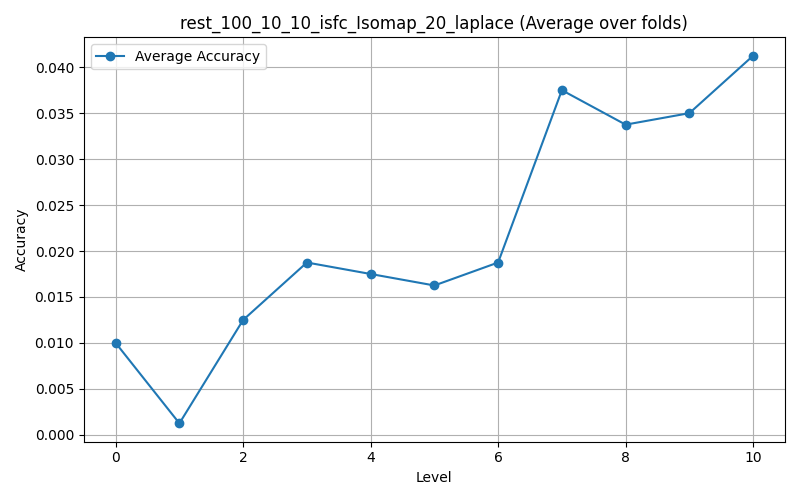 rest_100_10_10_isfc_Isomap_20_laplace (Average over folds)
Average Accuracy
Accuracy
0.040
0.035
0.030
0.025
0.020
0.015
0.010
0.005
0.000
0 2 4 6 8 10
Level